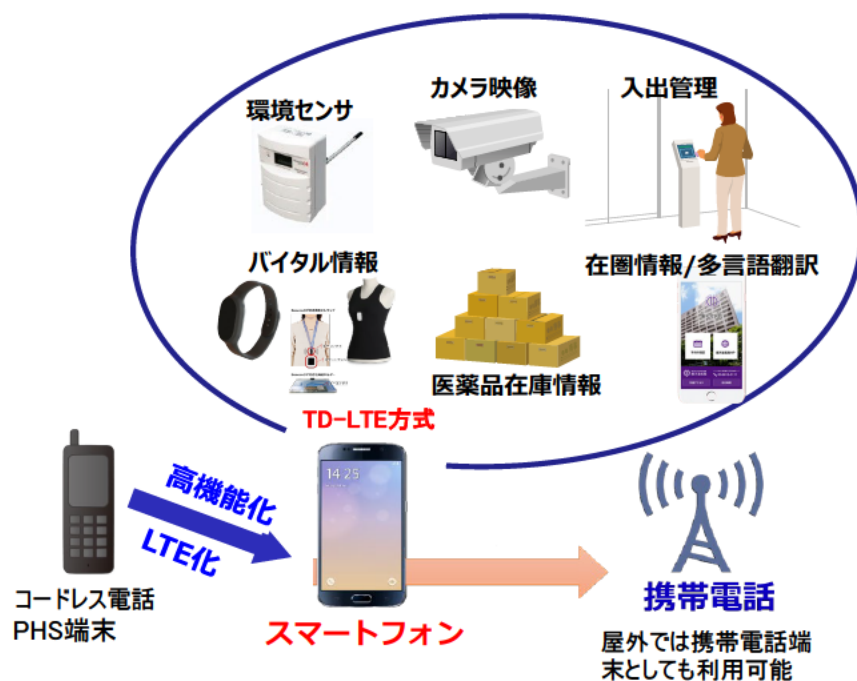 カメラ映像
入出管理
環境センサ
バイタル情報
在圏情報/多言語翻訳
医薬品在庫情報
TD-LTE方式
14:25
高機能化
LTE化
コードレス電話
PHS端末
スマートフォン
携帯電話
屋外では携帯電話端
末としても利用可能